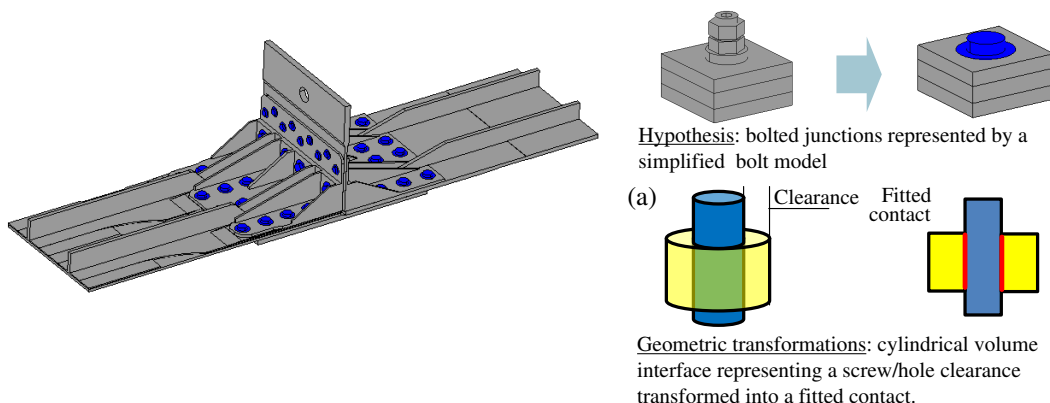 Hypothesis: bolted junctions represented by a
simplified bolt model
(a)
Clearance
Fitted
contact
Geometric transformations: cylindrical volume
interface representing a screw/hole clearance
transformed into a fitted contact.